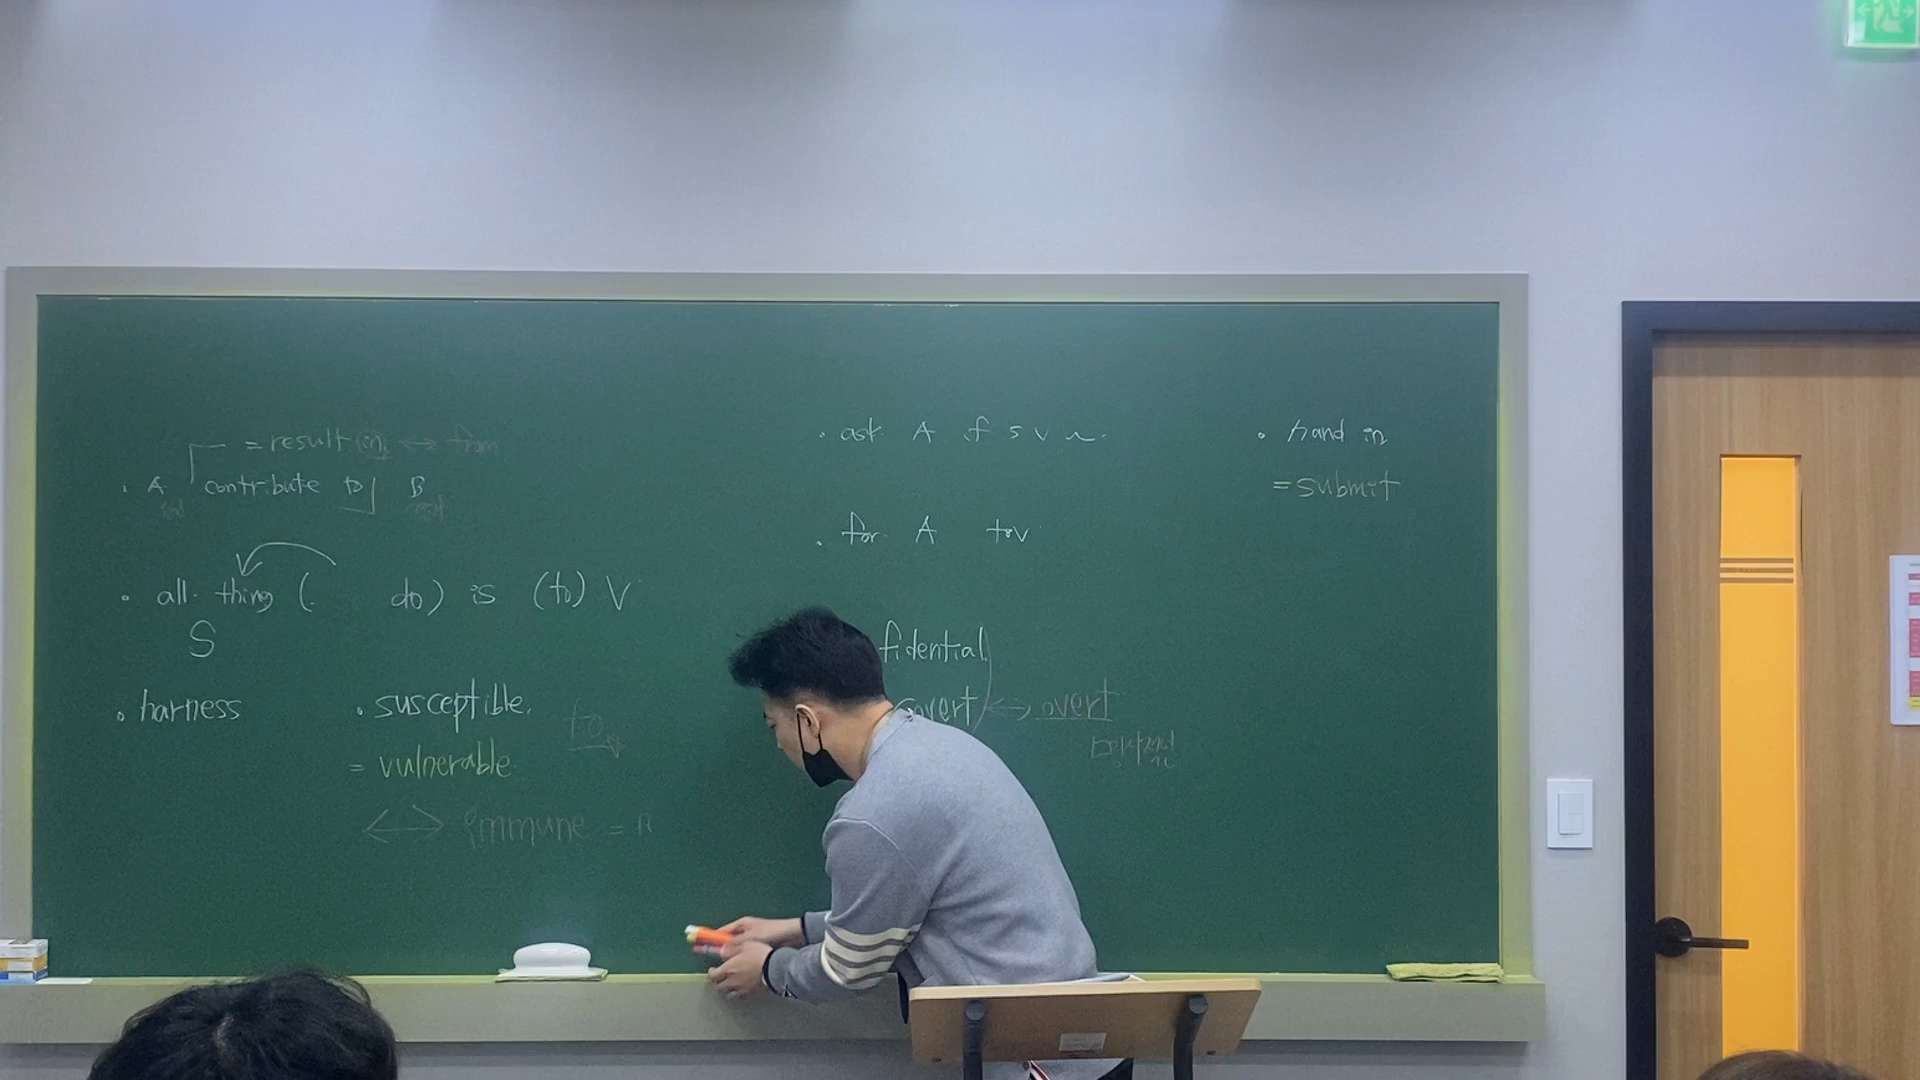 = result in ↔ from
· A contribute to B
· all thing ( do) is (to) V
S
· harness
· susceptible. to
= vulnerable
↔ immune =
· ask A if S V ~
· for A to V
fidential
covert ↔ overt
· hand in
= submit